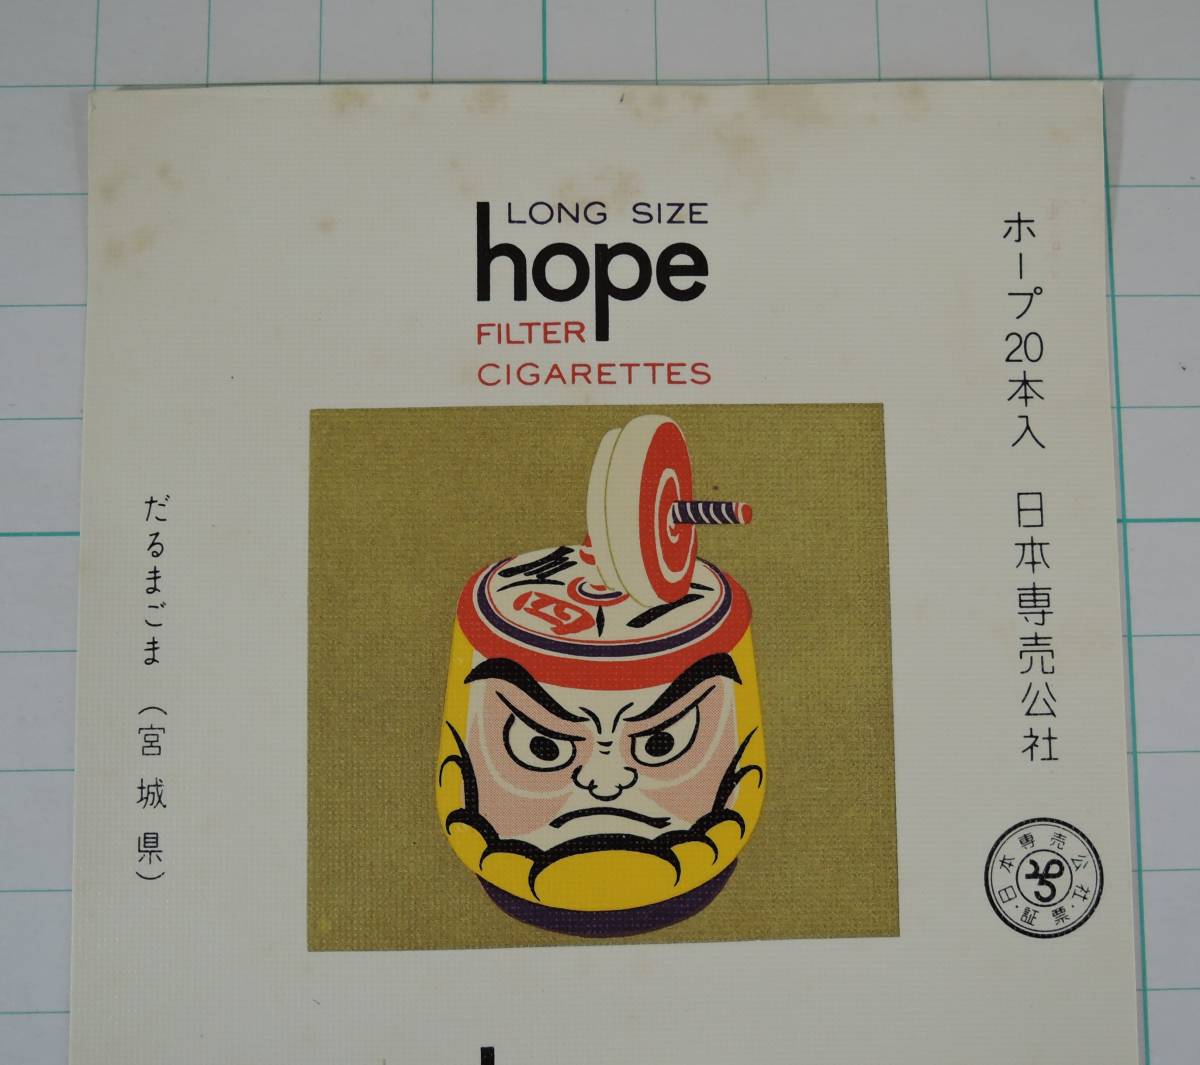 LONG SIZE
hope
FILTER
CIGARETTES
ホープ20本入 日本専売公社
だるまごま（宮城県）
日本専売公社・証票・